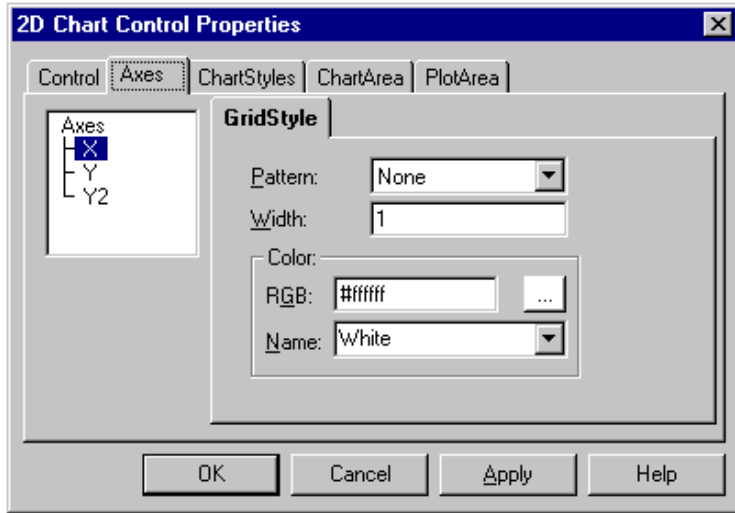 2D Chart Control Properties
Control Axes ChartStyles ChartArea PlotArea
Axes
X
Y
Y2
GridStyle
Pattern: None
Width: 1
Color:
RGB: #ffffff ...
Name: White
OK Cancel Apply Help